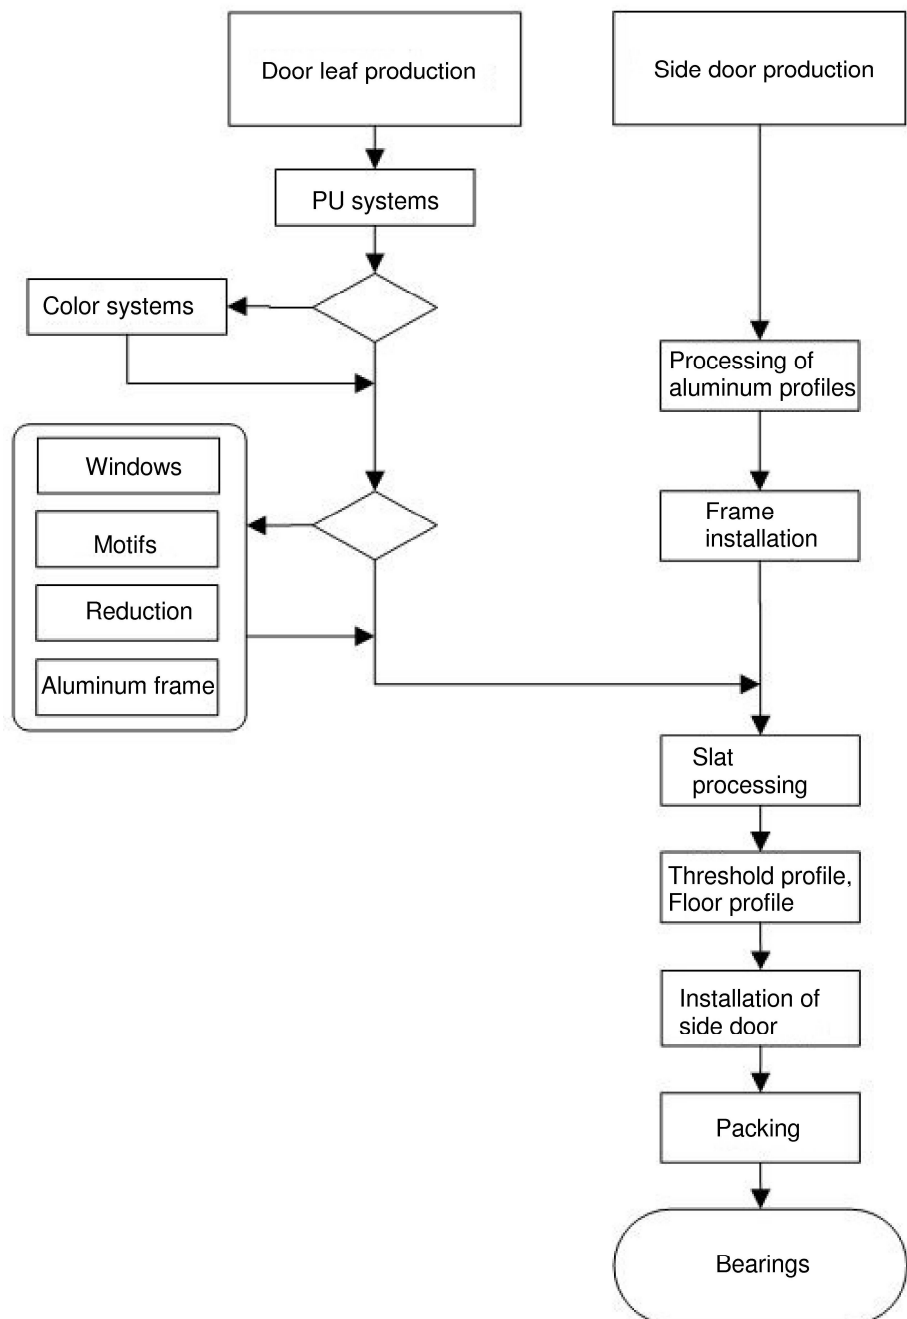 Door leaf production
Side door production
PU systems
Color systems
Processing of
aluminum profiles
Windows
Motifs
Reduction
Aluminum frame
Frame
installation
Slat
processing
Threshold profile,
Floor profile
Installation of
side door
Packing
Bearings